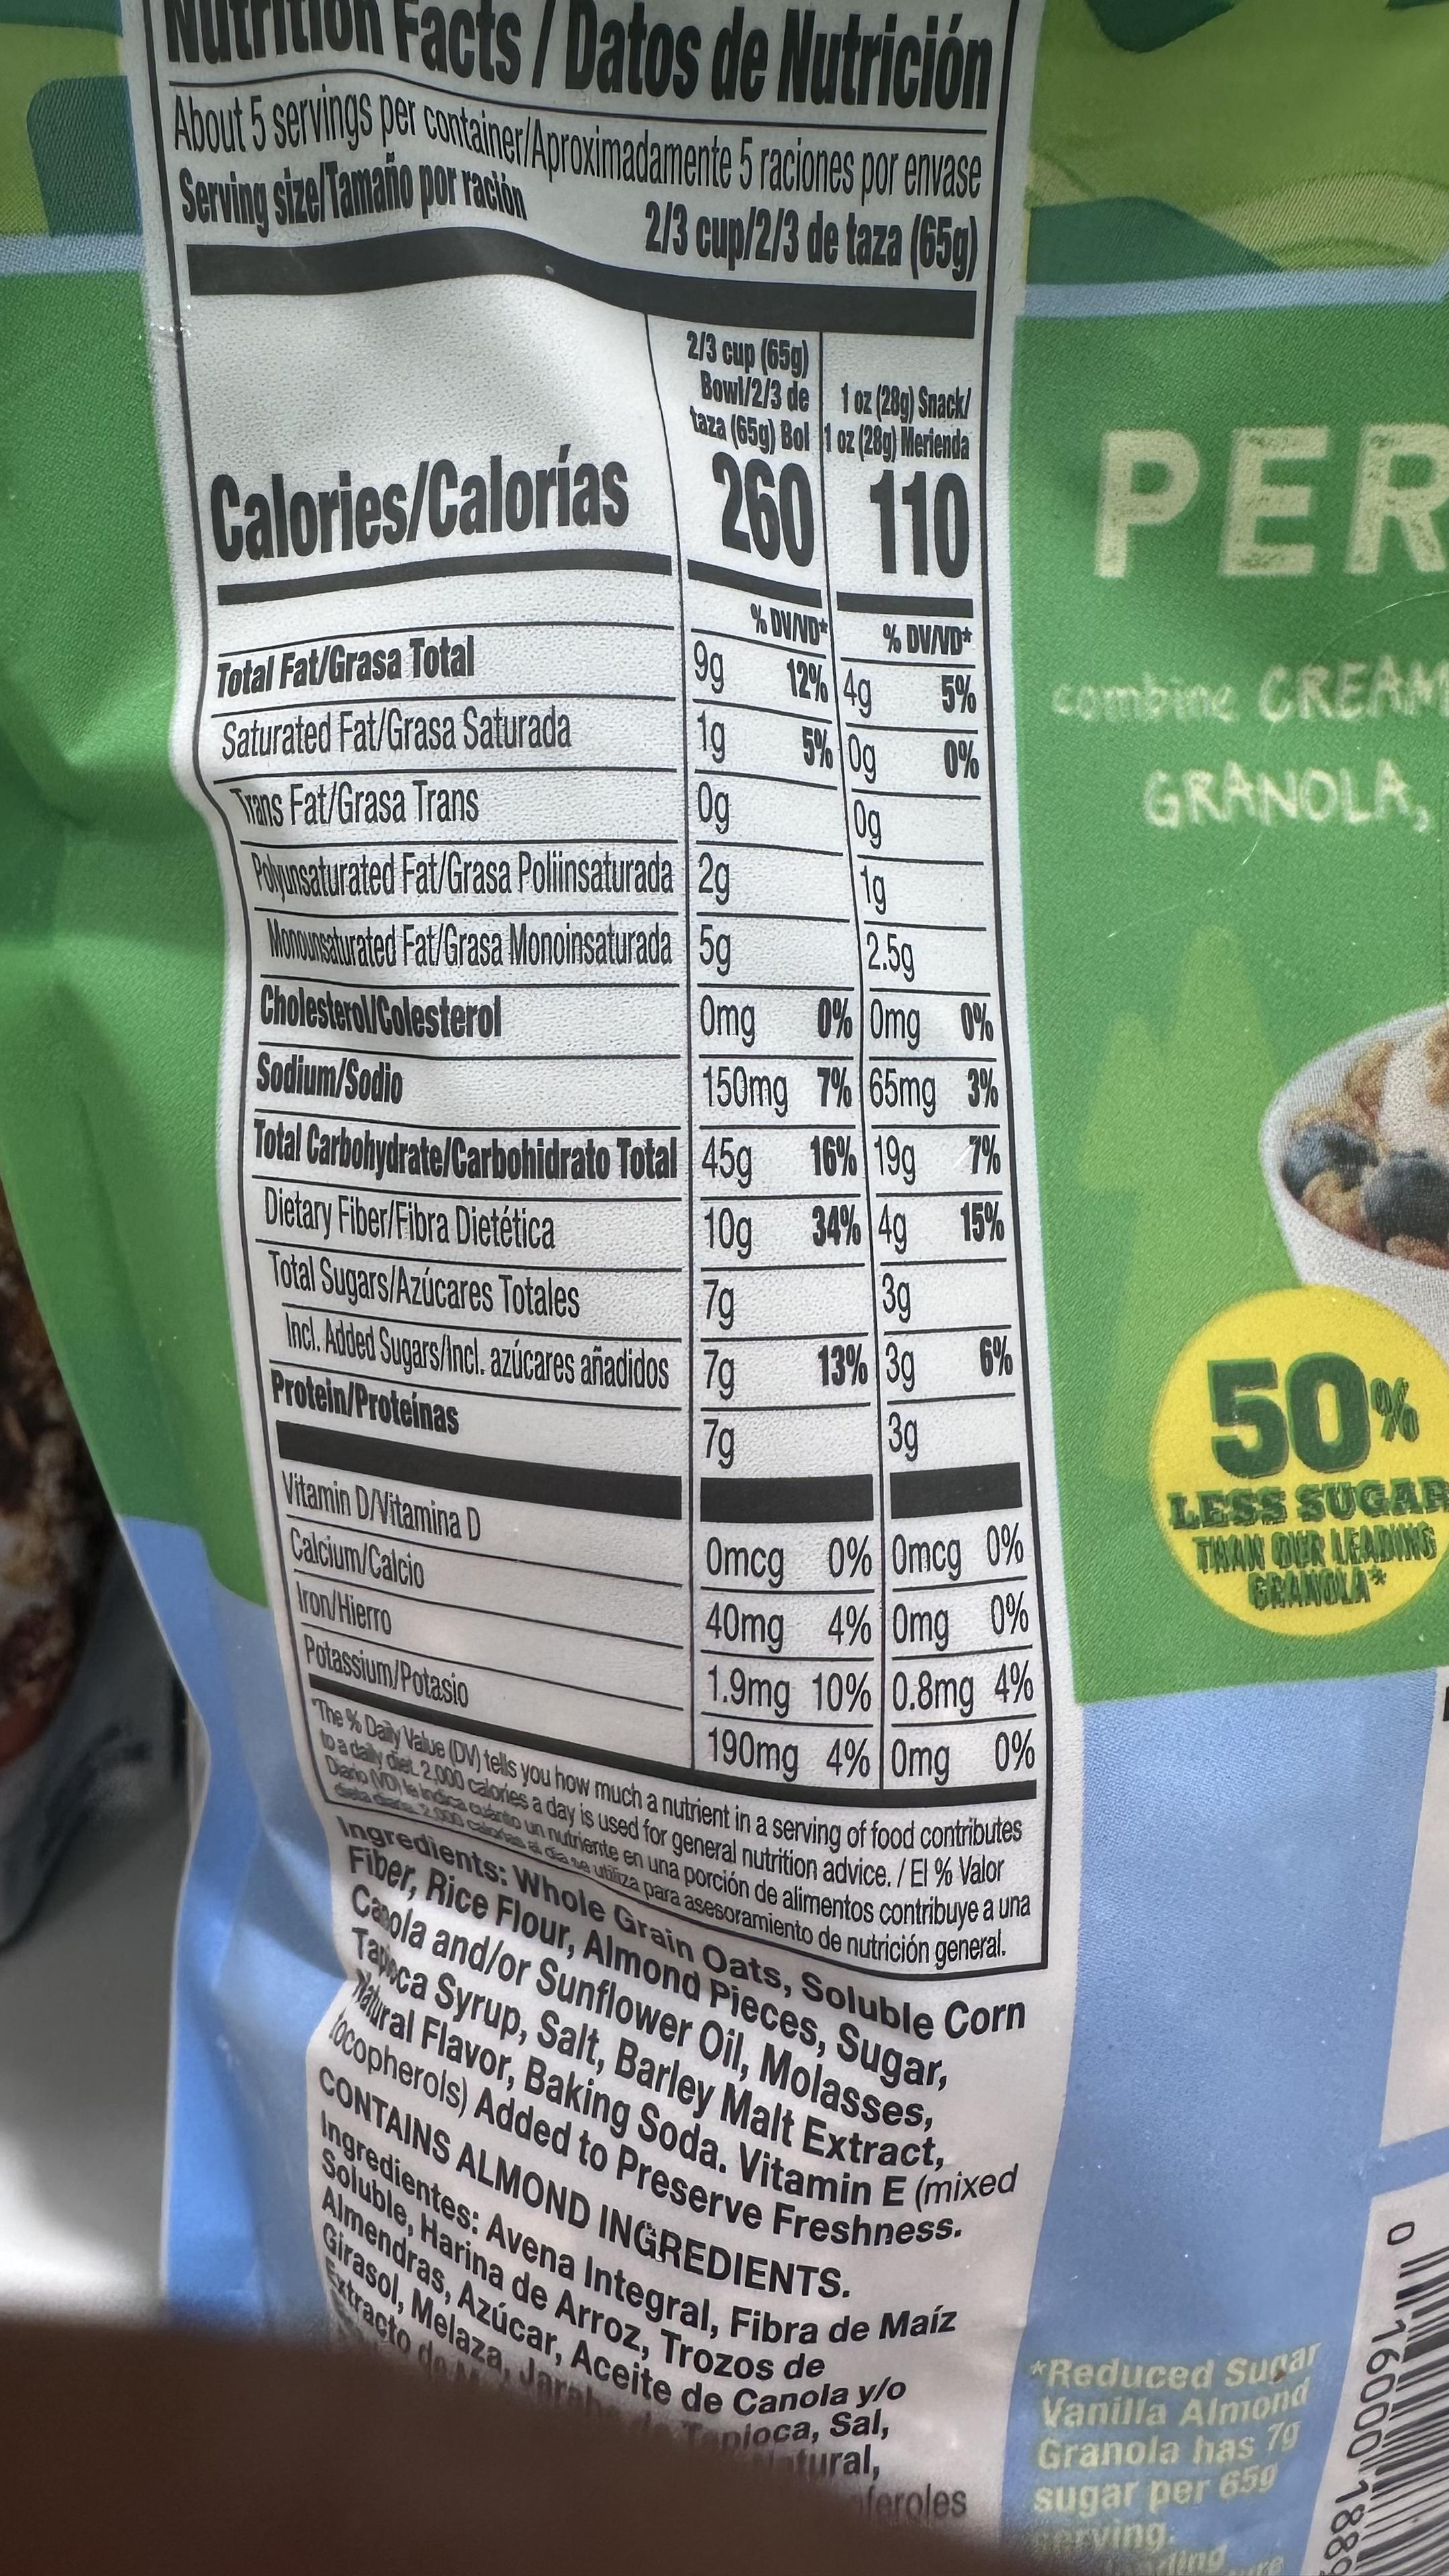 Nutrition Facts / Datos de Nutrición
About 5 servings per container/Aproximadamente 5 raciones por envase
Serving size/Tamaño por ración
2/3 cup/2/3 de taza (65g)
2/3 cup (65g)
Bowl/2/3 de
taza (65g) Bol
1 oz (28g) Snack/
1 oz (28g) Merienda
Calories/Calorías 260 110
% DV/VD* % DV/VD*
Total Fat/Grasa Total 9g 12% 4g 5%
Saturated Fat/Grasa Saturada 1g 5% 0g 0%
Trans Fat/Grasa Trans 0g 0g
Polyunsaturated Fat/Grasa Poliinsaturada 2g 1g
Monounsaturated Fat/Grasa Monoinsaturada 5g 2.5g
Cholesterol/Colesterol 0mg 0% 0mg 0%
Sodium/Sodio 150mg 7% 65mg 3%
Total Carbohydrate/Carbohidrato Total 45g 16% 19g 7%
Dietary Fiber/Fibra Dietética 10g 34% 4g 15%
Total Sugars/Azúcares Totales 7g 3g
Incl. Added Sugars/Incl. azúcares añadidos 7g 13% 3g 6%
Protein/Proteínas 7g 3g
Vitamin D/Vitamina D 0mcg 0% 0mcg 0%
Calcium/Calcio 40mg 4% 0mg 0%
Iron/Hierro 1.9mg 10% 0.8mg 4%
Potassium/Potasio 190mg 4% 0mg 0%
*The % Daily Value (DV) tells you how much a nutrient in a serving of food contributes
to a daily diet. 2,000 calories a day is used for general nutrition advice. / El % Valor
Diario (VD) le indica cuánto un nutriente en una porción de alimentos contribuye a una
dieta diaria. 2,000 calorías al día se utiliza para asesoramiento de nutrición general.
Ingredients: Whole Grain Oats, Soluble Corn
Fiber, Rice Flour, Almond Pieces, Sugar,
Canola and/or Sunflower Oil, Molasses,
Tapioca Syrup, Salt, Barley Malt Extract,
Natural Flavor, Baking Soda. Vitamin E (mixed
tocopherols) Added to Preserve Freshness.
CONTAINS ALMOND INGREDIENTS.
Ingredientes: Avena Integral, Fibra de Maíz
Soluble, Harina de Arroz, Trozos de
Almendras, Azúcar, Aceite de Canola y/o
Girasol, Melaza, Jarabe de Tapioca, Sal,
Extracto de
PER
combine CREAM
GRANOLA,
50%
LESS SUGAR
THAN OUR LEADING
GRANOLA*
*Reduced Sugar
Vanilla Almond
Granola has 7g
sugar per 65g
serving.
0 16000 188